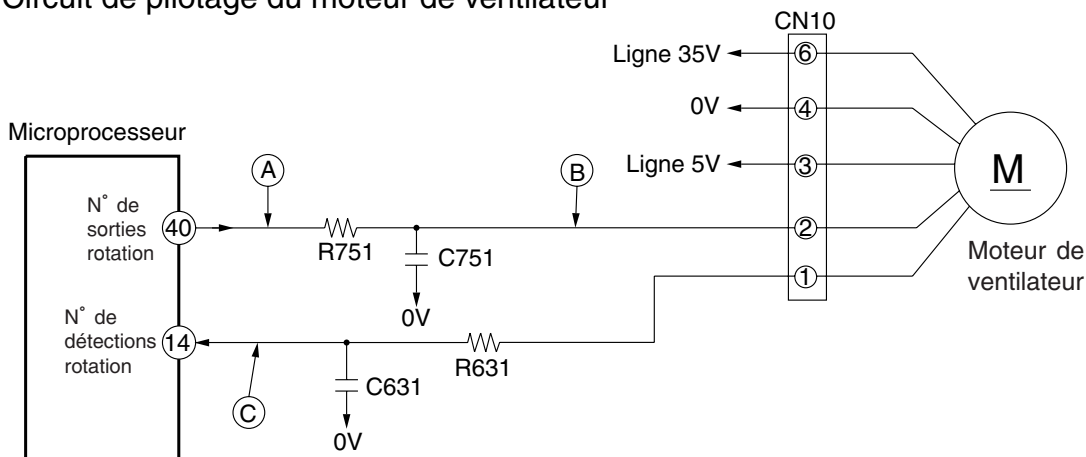 Circuit de pilotage du moteur de ventilateur
CN10
Ligne 35V
6
0V
4
Microprocesseur
Ligne 5V
3
A
B
M
N° de
sorties
rotation
40
R751
C751
2
0V
1
Moteur de
ventilateur
N° de
détections
rotation
14
R631
C631
C
0V